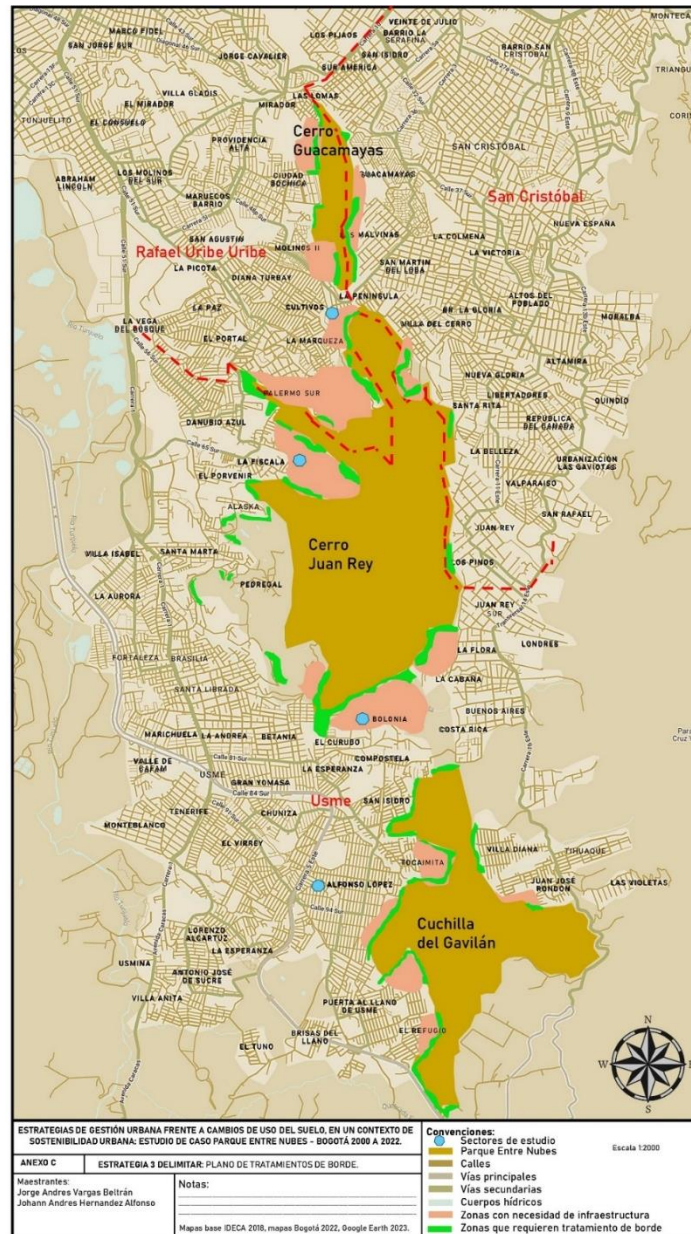 MARCO FIDEL
SAN JORGE SUR
LOS PIJAOS
VEINTE DE JULIO
BARRIO LA
SERAFINA
SAN ISIDRO
SUR AMERICA
JORGE CAVALIER
BARRIO SAN
CRISTOBAL
VILLA GLADIS
LAS LOMAS
MIRADOR
EL MIRADOR
TUNJUELITO
EL CONSUELO
PROVIDENCIA
ALTA
Cerro
Guacamayas
SAN CRISTÓBAL
ABRAHAM
LINCOLN
LOS MOLINOS
DEL SUR
CIUDAD
BOCHICA
GUACAMAYAS
MARUECOS
BARRIO
San Cristóbal
NUEVA ESPAÑA
LA COLMENA
SAN AGUSTIN
Rafael Uribe Uribe
MOLINOS II
MALVINAS
LA VICTORIA
LA PICOTA
DIANA TURBAY
SAN MARTIN
DEL LOBA
LA PENINSULA
ALTOS DEL
POBLADO
LA PAZ
CULTIVOS
LA GLORIA
MORALBA
LA VEGA
DEL BOSQUE
EL PORTAL
LA MARQUEZA
VILLA DEL CERRO
ALTAMIRA
NUEVA GLORIA
LIBERTADORES
QUINDIO
PALERMO SUR
SANTA RITA
REPÚBLICA
DEL CANADA
DANUBIO AZUL
LA BELLEZA
URBANIZACION
LAS GAVIOTAS
LA FISCALA
EL PORVENIR
VALPARAISO
SAN RAFAEL
ALASKA
JUAN REY
Cerro
Juan Rey
VILLA ISABEL
SANTA MARTA
LOS PINOS
PEDREGAL
LA AURORA
JUAN REY
SUR
FORTALEZA
BRASILIA
LA FLORA
LONDRES
SANTA LIBRADA
LA CABAÑA
BUENOS AIRES
BOLONIA
MARICHUELA
LA ANDREA
BETANIA
EL CURUBO
COSTA RICA
VALLE DE
CAFAM
COMPOSTELA
USME
GRAN YOMASA
LA ESPERANZA
Usme
SAN ISIDRO
TENERIFE
CHUNIZA
MONTEBLANCO
EL VIRREY
VILLA DIANA
TIHUAQUE
TOCAIMITA
ALFONSO LÓPEZ
JUAN JOSÉ
RONDON
LAS VIOLETAS
LORENZO
ALCARTUZ
LA ESPERANZA
Cuchilla
del Gavilán
USMINA
ANTONIO JOSÉ
DE SUCRE
VILLA ANITA
PUERTA AL LLANO
DE USME
EL REFUGIO
BRISAS DEL
LLANO
EL TUNO
N
W
S
ESTRATEGIAS DE GESTIÓN URBANA FRENTE A CAMBIOS DE USO DEL SUELO, EN UN CONTEXTO DE
SOSTENIBILIDAD URBANA: ESTUDIO DE CASO PARQUE ENTRE NUBES - BOGOTÁ 2000 A 2022.
ANEXO C
ESTRATEGIA 3 DELIMITAR: PLANO DE TRATAMIENTOS DE BORDE.
Maestrantes:
Jorge Andres Vargas Beltrán
Johann Andres Hernandez Alfonso
Notas:
Mapas base IDECA 2018, mapas Bogotá 2022, Google Earth 2023.
Convenciones:
Sectores de estudio
Parque Entre Nubes
Calles
Vías principales
Vías secundarias
Cuerpos hídricos
Zonas con necesidad de infraestructura
Zonas que requieren tratamiento de borde
Escala 1:2000